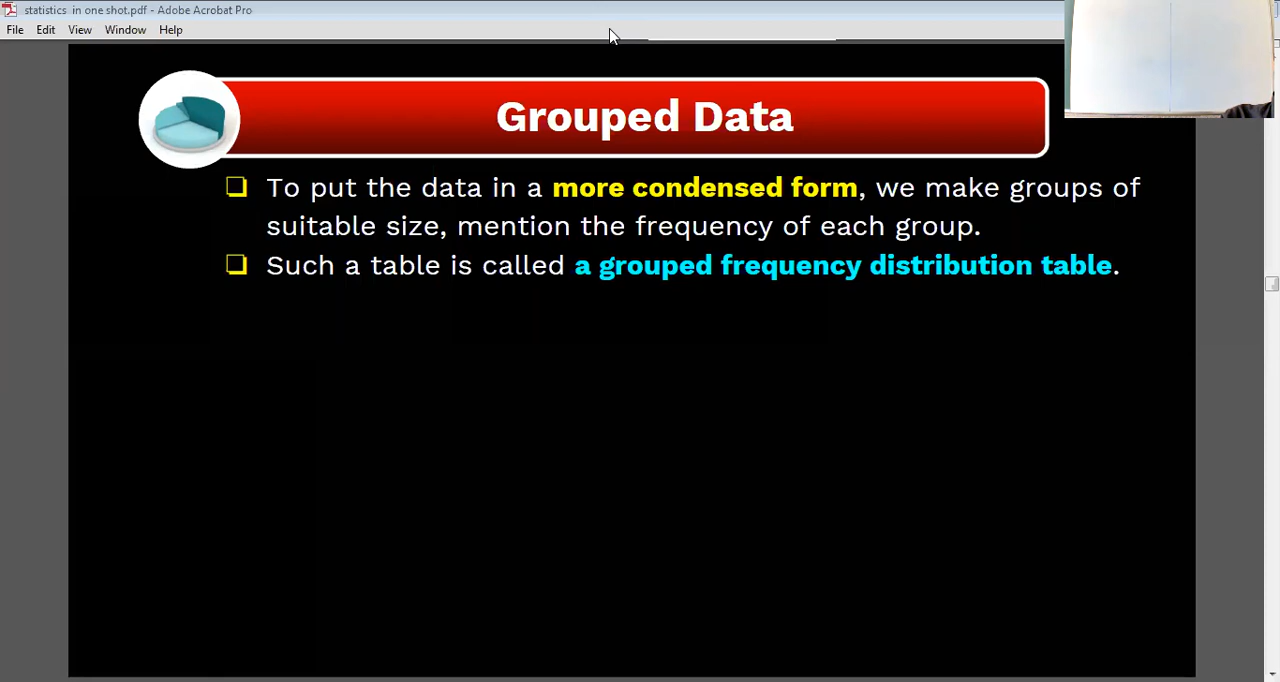 statistics in one shot.pdf - Adobe Acrobat Pro
File Edit View Window Help
Grouped Data
To put the data in a more condensed form, we make groups of
suitable size, mention the frequency of each group.
Such a table is called a grouped frequency distribution table.